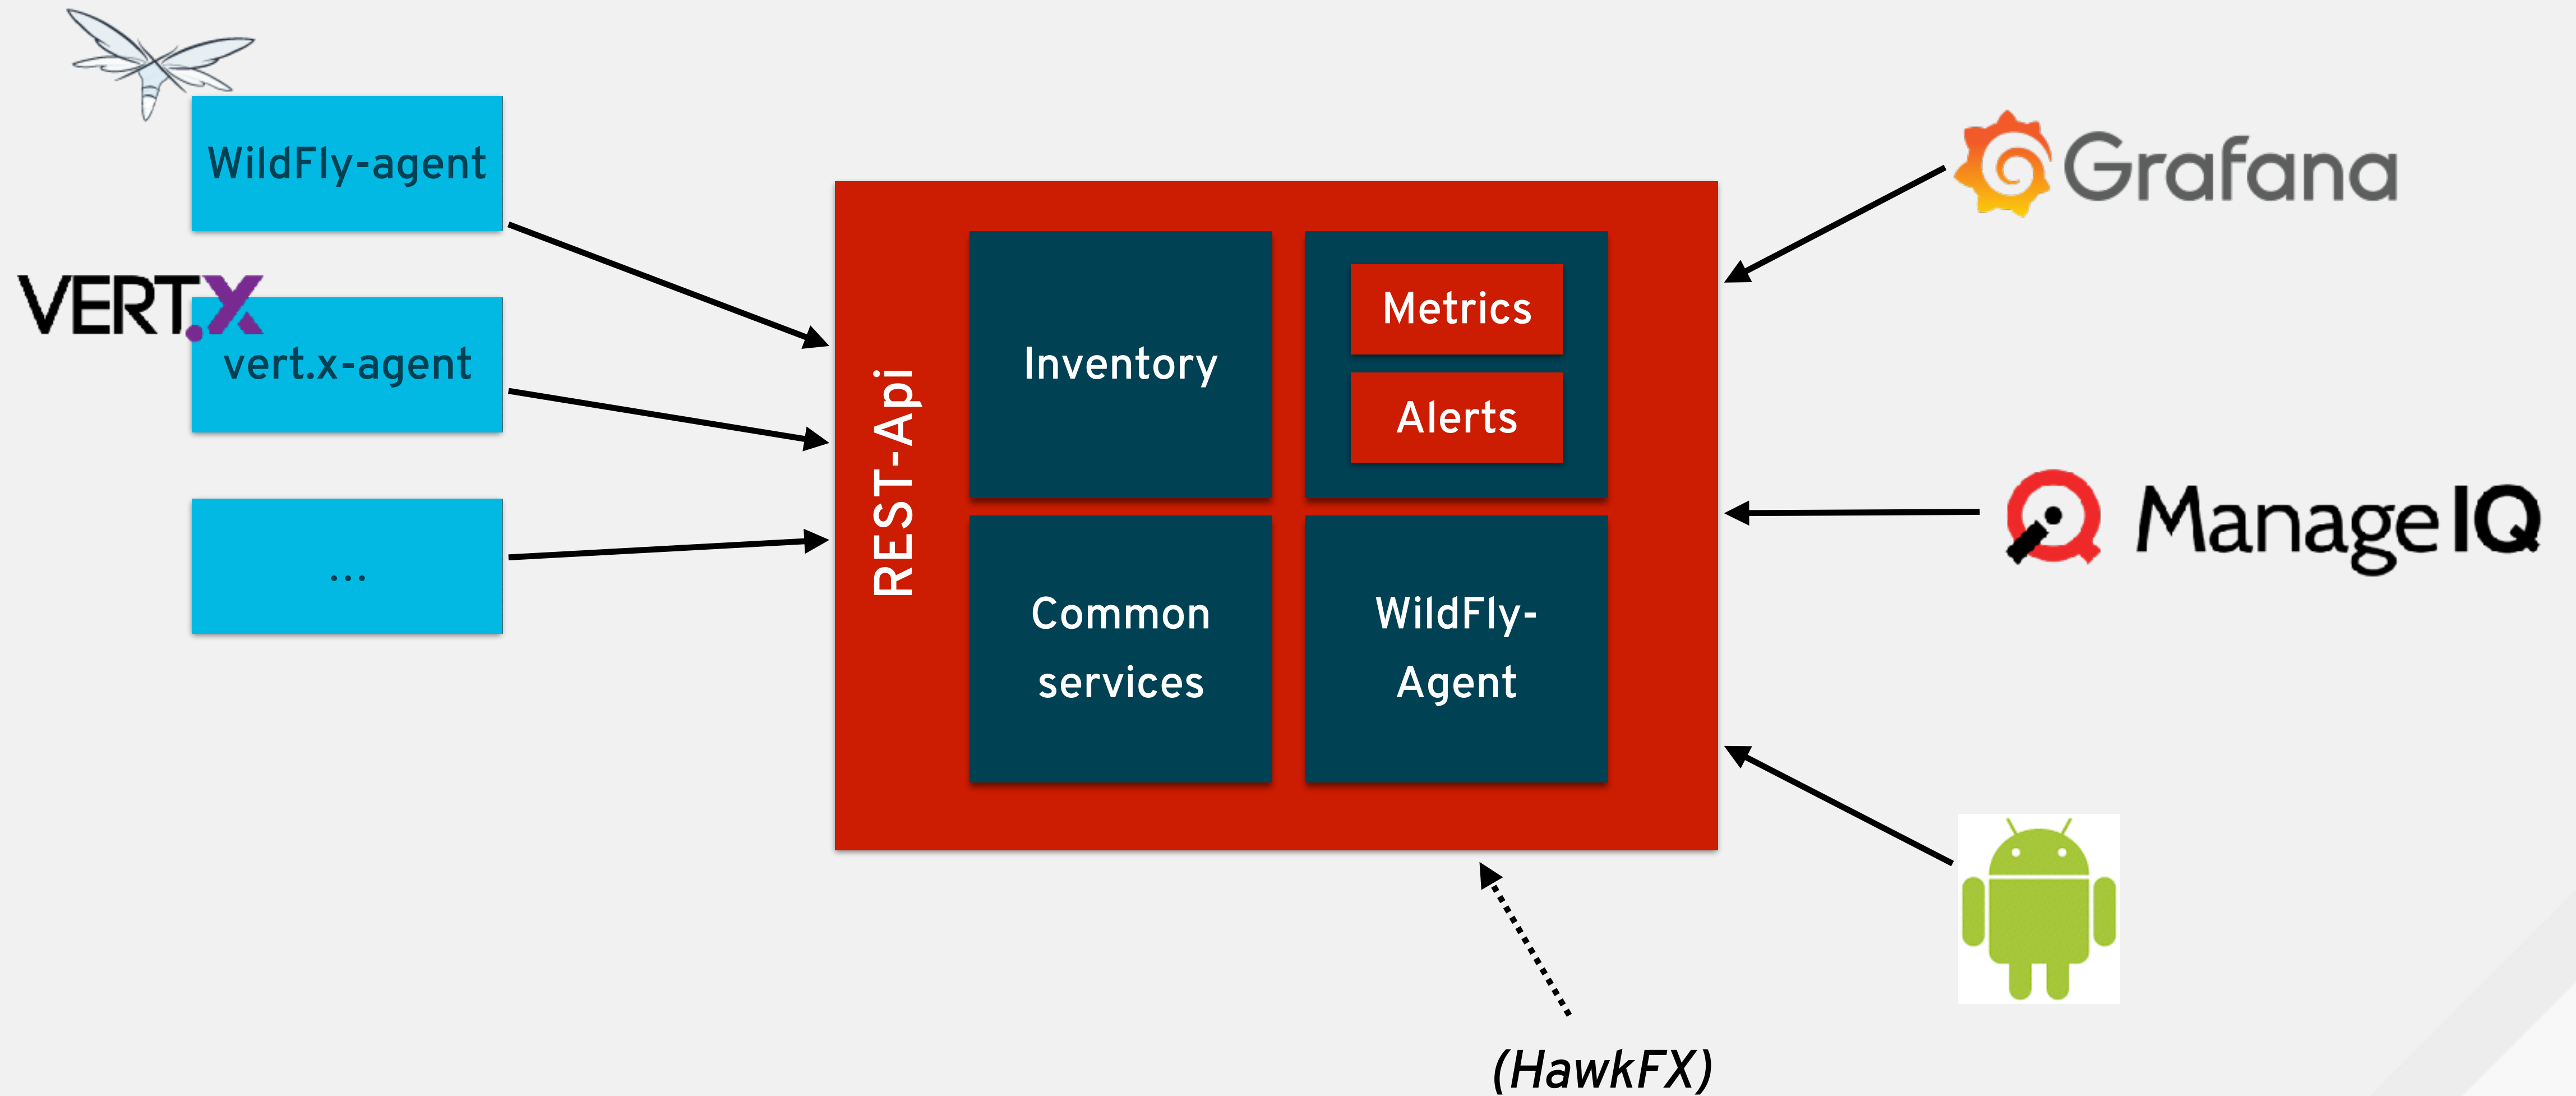 WildFly-agent
VERT.X
vert.x-agent
...
REST-Api
Inventory
Metrics
Alerts
Common
services
WildFly-
Agent
Grafana
ManageIQ
(HawkFX)